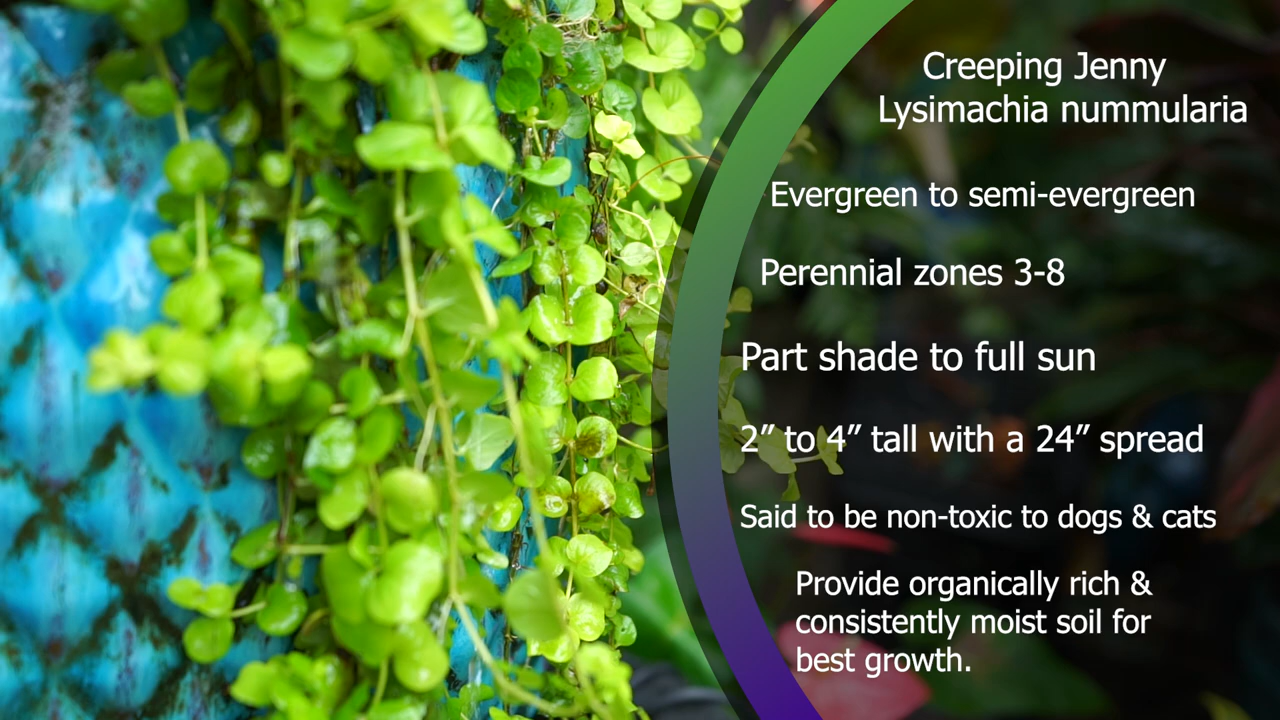 Creeping Jenny
Lysimachia nummularia
Evergreen to semi-evergreen
Perennial zones 3-8
Part shade to full sun
2” to 4” tall with a 24” spread
Said to be non-toxic to dogs & cats
Provide organically rich &
consistently moist soil for
best growth.